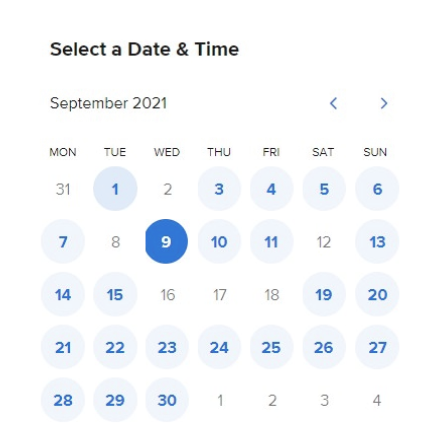 Select a Date & Time
September 2021
MON TUE WED THU FRI SAT SUN
31 1 2 3 4 5 6
7 8 9 10 11 12 13
14 15 16 17 18 19 20
21 22 23 24 25 26 27
28 29 30 1 2 3 4